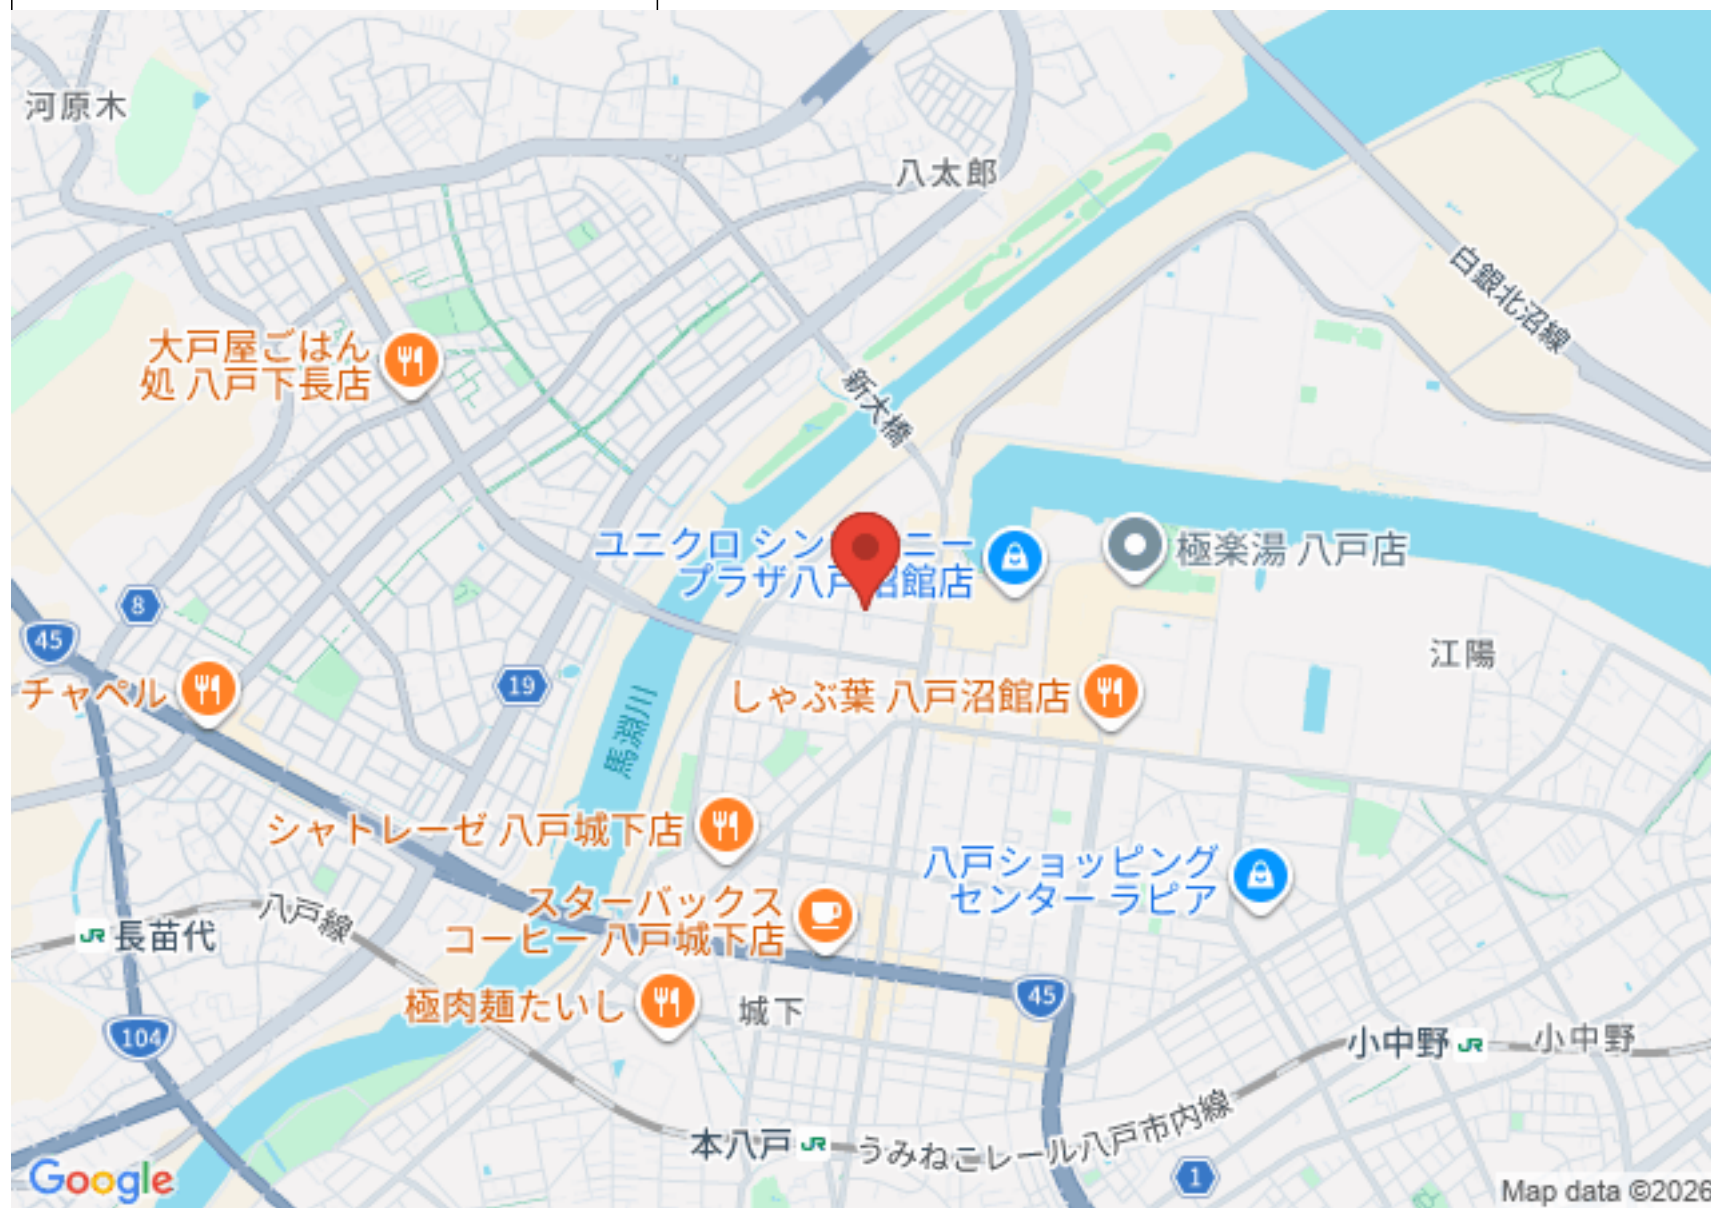 河原木
八太郎
白銀北沼線
大戸屋ごはん
処 八戸下長店
新大橋
ユニクロ シン
ニー
プラザ八戸沼館店
極楽湯 八戸店
8
45
江陽
チャペル
19
しゃぶ葉 八戸沼館店
馬淵川
シャトレーゼ 八戸城下店
八戸ショッピング
センター ラピア
スターバックス
コーヒー 八戸城下店
八戸線
JR 長苗代
極肉麺たいし
城下
45
104
小中野 JR
小中野
本八戸 JR
うみねこレール八戸市内線
1
Google
Map data ©2026